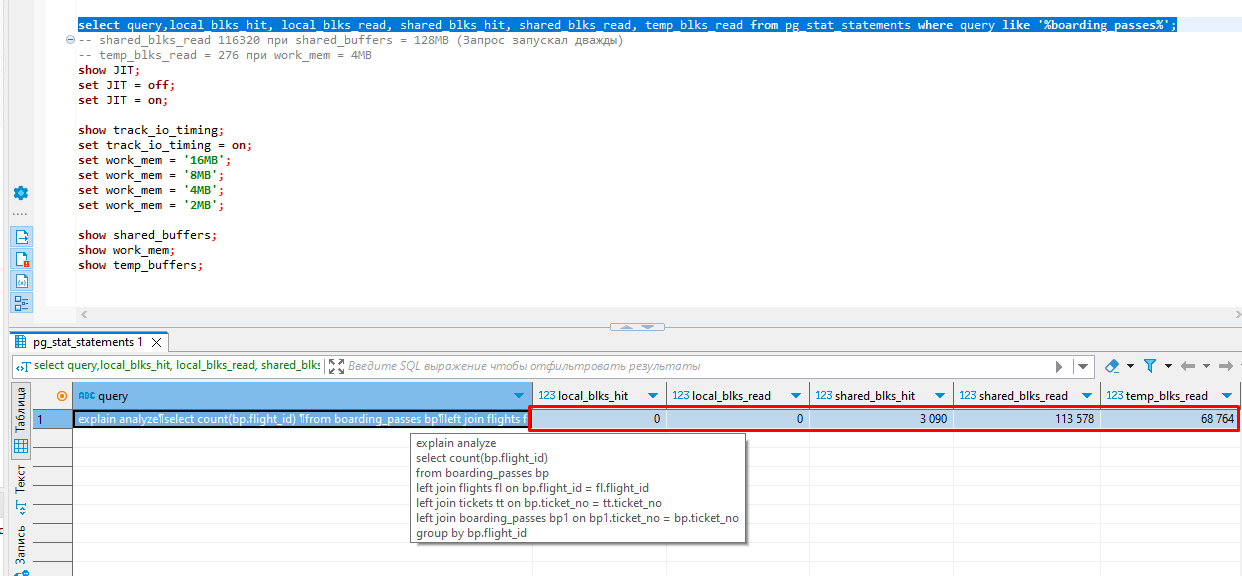 select query,local_blks_hit, local_blks_read, shared_blks_hit, shared_blks_read, temp_blks_read from pg_stat_statements where query like '%boarding_passes%';
-- shared_blks_read 116320 при shared_buffers = 128MB (Запрос запускал дважды)
-- temp_blks_read = 276 при work_mem = 4MB
show JIT;
set JIT = off;
set JIT = on;
show track_io_timing;
set track_io_timing = on;
set work_mem = '16MB';
set work_mem = '8MB';
set work_mem = '4MB';
set work_mem = '2MB';
show shared_buffers;
show work_mem;
show temp_buffers;
pg_stat_statements 1
select query,local_blks_hit, local_blks_read, shared_blks Введите SQL выражение чтобы отфильтровать результаты
Таблица
Текст
Запись
ABC query 123 local_blks_hit 123 local_blks_read 123 shared_blks_hit 123 shared_blks_read 123 temp_blks_read
1 explain analyze¶select count(bp.flight_id) ¶from boarding_passes bp¶left join flights f 0 0 3 090 113 578 68 764
explain analyze
select count(bp.flight_id)
from boarding_passes bp
left join flights fl on bp.flight_id = fl.flight_id
left join tickets tt on bp.ticket_no = tt.ticket_no
left join boarding_passes bp1 on bp1.ticket_no = bp.ticket_no
group by bp.flight_id